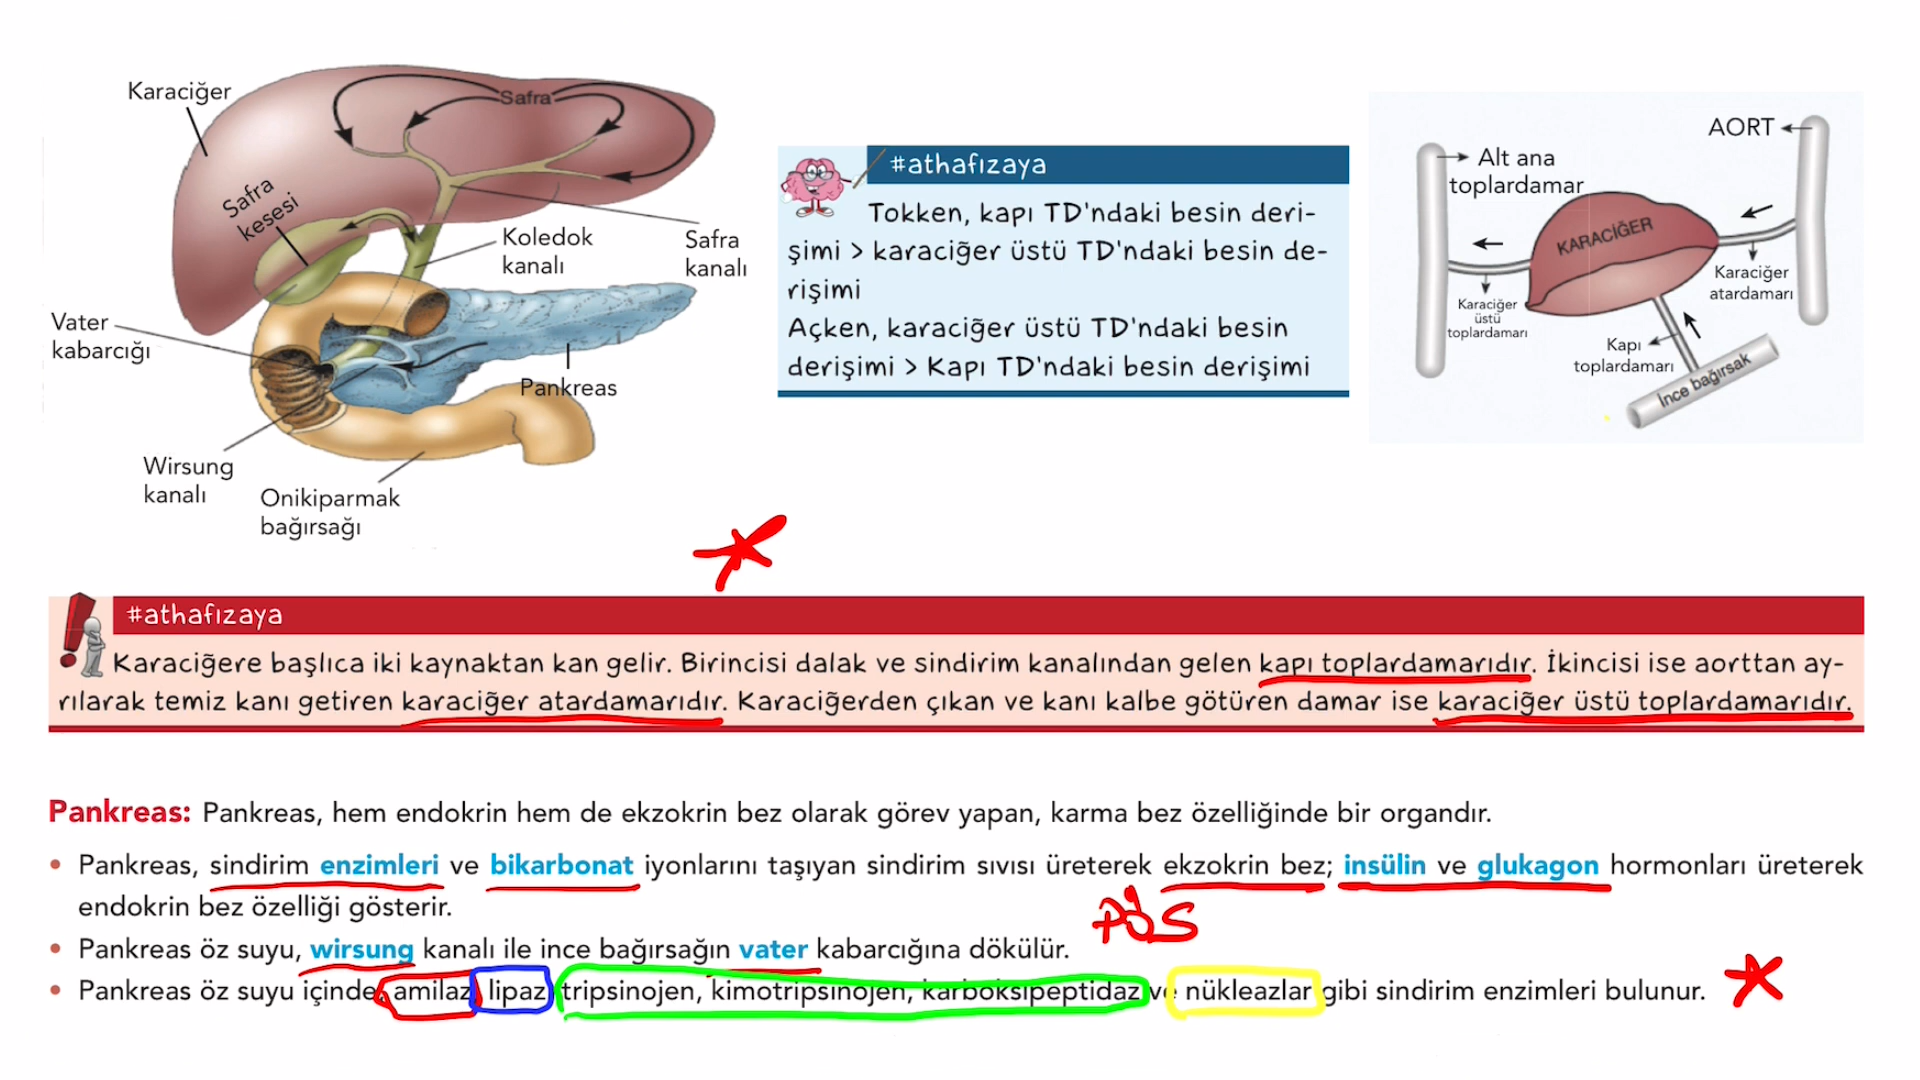 Karaciğer
Safra
Safra
kesesi
Koledok
kanalı
Safra
kanalı
Vater
kabarcığı
Pankreas
Wirsung
kanalı
Onikiparmak
bağırsağı
#athafızaya
Tokken, kapı TD'ndaki besin deri-
şimi > karaciğer üstü TD'ndaki besin de-
rişimi
Açken, karaciğer üstü TD'ndaki besin
derişimi > Kapı TD'ndaki besin derişimi
AORT
Alt ana
toplardamar
KARACİĞER
Karaciğer
atardamarı
Karaciğer
üstü
toplardamarı
Kapı
toplardamarı
İnce bağırsak
#athafızaya
Karaciğere başlıca iki kaynaktan kan gelir. Birincisi dalak ve sindirim kanalından gelen kapı toplardamarıdır. İkincisi ise aorttan ay-
rılarak temiz kanı getiren karaciğer atardamarıdır. Karaciğerden çıkan ve kanı kalbe götüren damar ise karaciğer üstü toplardamarıdır.
Pankreas: Pankreas, hem endokrin hem de ekzokrin bez olarak görev yapan, karma bez özelliğinde bir organdır.
• Pankreas, sindirim enzimleri ve bikarbonat iyonlarını taşıyan sindirim sıvısı üreterek ekzokrin bez; insülin ve glukagon hormonları üreterek
endokrin bez özelliği gösterir.
PÖS
• Pankreas öz suyu, wirsung kanalı ile ince bağırsağın vater kabarcığına dökülür.
• Pankreas öz suyu içinde, amilaz, lipaz, tripsinojen, kimotripsinojen, karboksipeptidaz ve nükleazlar gibi sindirim enzimleri bulunur.